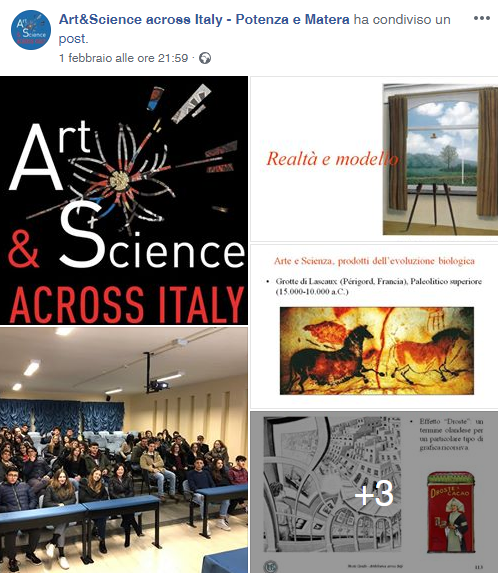 Art&Science across Italy - Potenza e Matera ha condiviso un
post.
1 febbraio alle ore 21:59
Art
& Science
ACROSS ITALY
Realtà e modello
Arte e Scienza, prodotti dell'evoluzione biologica
• Grotte di Lascaux (Périgord, Francia), Paleolitico superiore
(15.000-10.000 a.C.)
• Effetto "Droste": un
termine olandese per
un particolare tipo di
grafica ricorsiva.
+3
DROSTE'S
CACAO
113